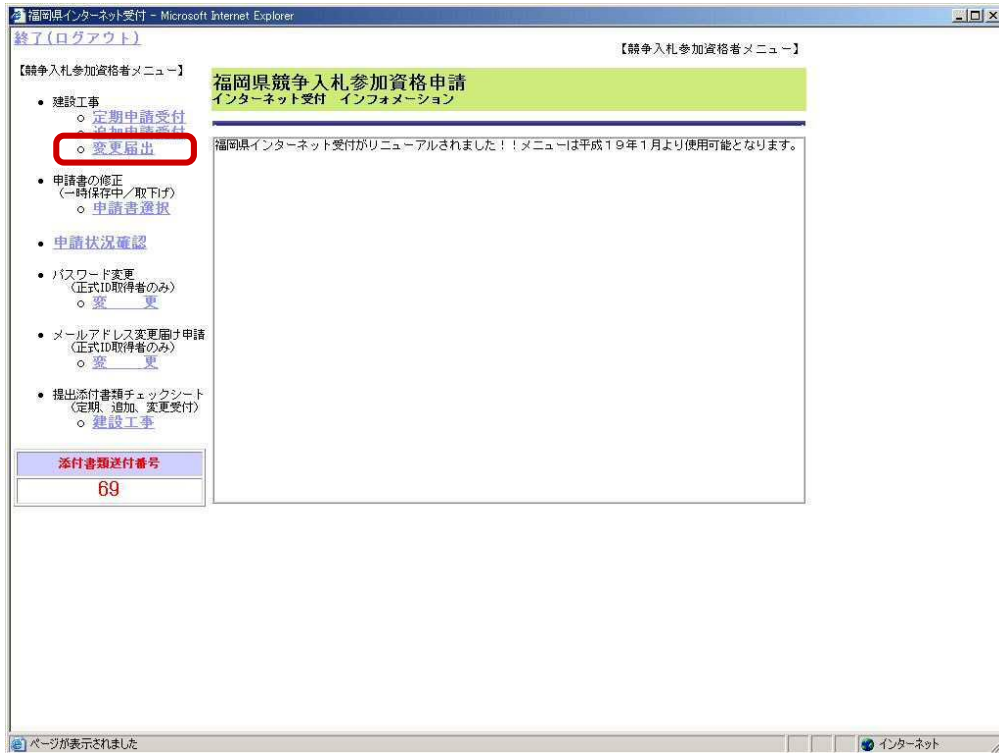 福岡県インターネット受付 - Microsoft Internet Explorer
終了(ログアウト)
【競争入札参加資格者メニュー】
【競争入札参加資格者メニュー】
建設工事
定期申請受付
追加申請受付
変更届出
申請書の修正
(一時保存中/取下げ)
申請書選択
申請状況確認
パスワード変更
(正式ID取得者のみ)
変　　更
メールアドレス変更届け申請
(正式ID取得者のみ)
変　　更
提出添付書類チェックシート
(定期、追加、変更受付)
建設工事
添付書類送付番号
69
福岡県競争入札参加資格申請
インターネット受付　インフォメーション
福岡県インターネット受付がリニューアルされました!!メニューは平成19年1月より使用可能となります。
ページが表示されました
インターネット